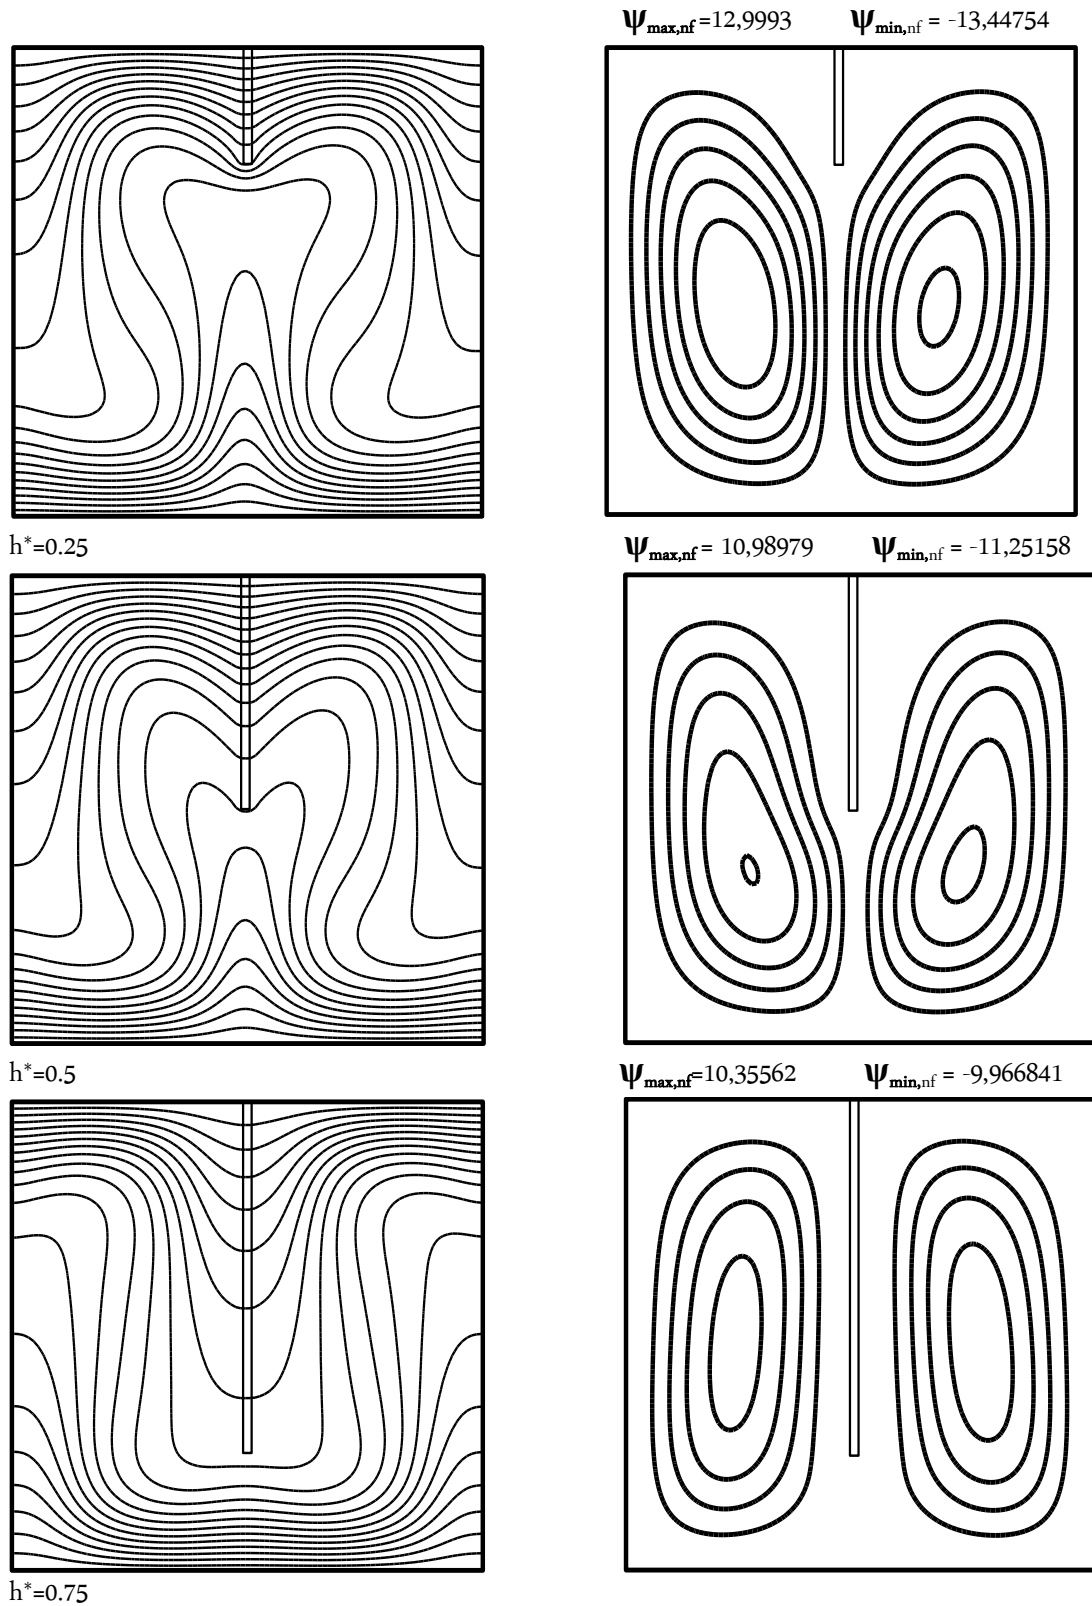 Ψmax,nf =12,9993 Ψmin,nf = -13,44754
h*=0.25
Ψmax,nf = 10,98979 Ψmin,nf = -11,25158
h*=0.5
Ψmax,nf=10,35562 Ψmin,nf = -9,966841
h*=0.75